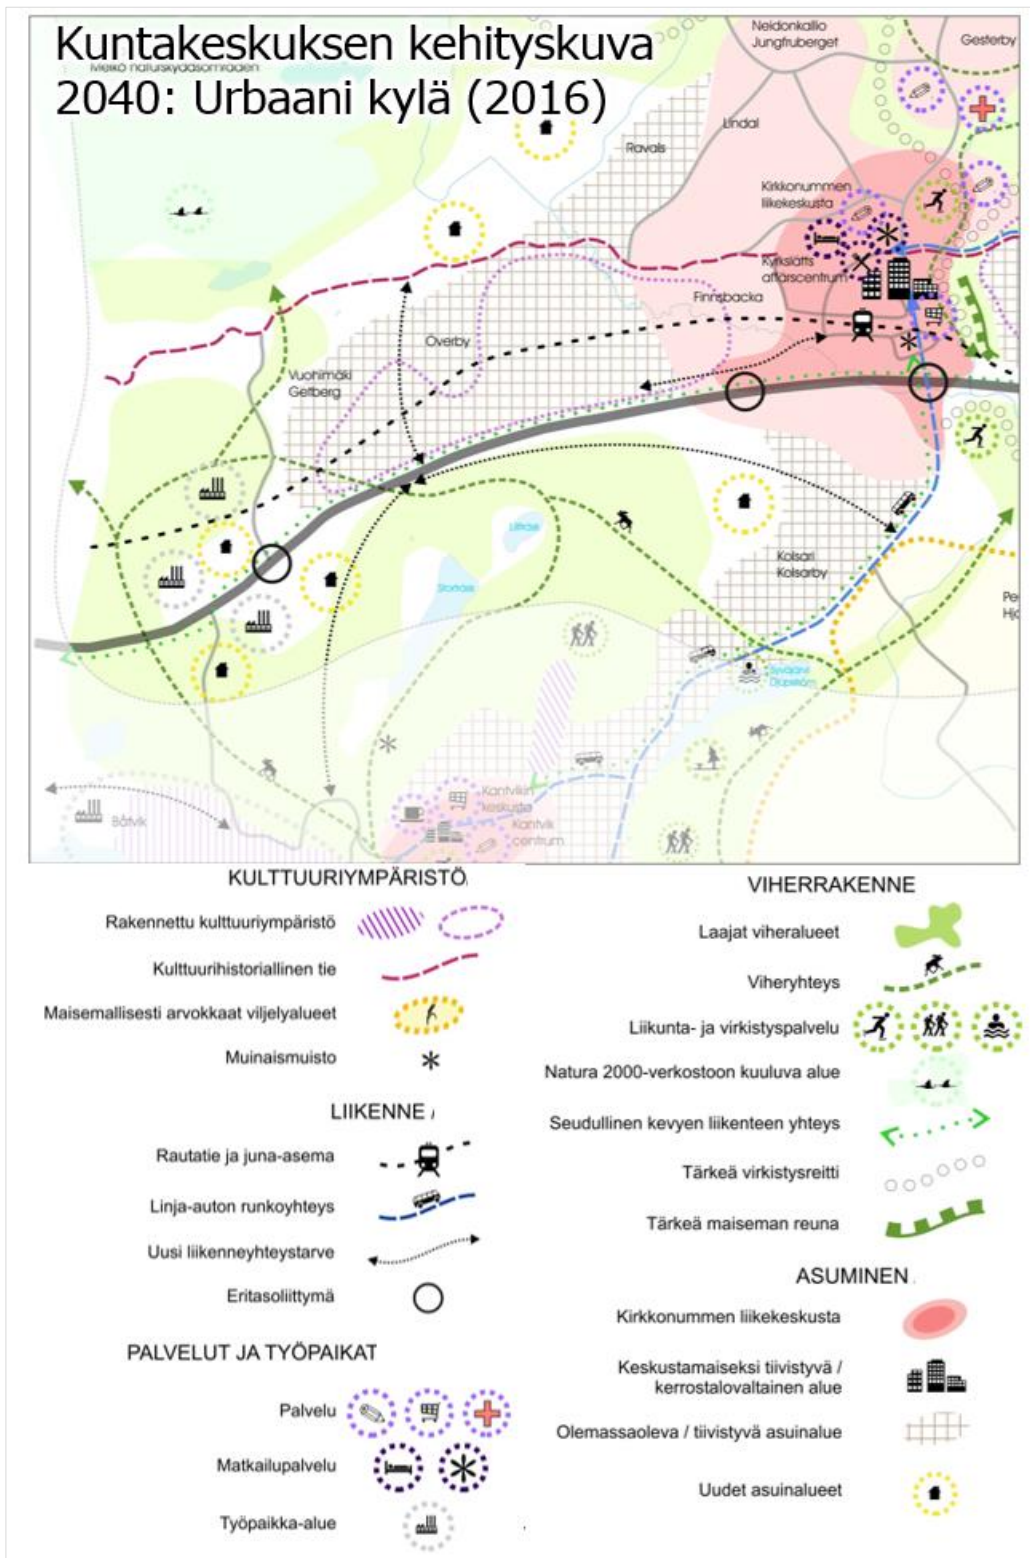 Kuntakeskuksen kehityskuva
2040: Urbaani kylä (2016)
Neidonkallio
Jungfruberget
Gesterby
Lindal
Ravals
Kirkkonummen
liikekeskusta
Kyrkslätts
affärscentrum
Finnsbacka
Överby
Vuohimäki
Getberg
Lillträsk
Storträsk
Kolsari
Kolsarby
Syväjärvi
Djupström
Båtvik
Kantvikin
keskusta
Kantvik
centrum
KULTTUURIYMPÄRISTÖ
Rakennettu kulttuuriympäristö
Kulttuurihistoriallinen tie
Maisemallisesti arvokkaat viljelyalueet
Muinaismuisto
LIIKENNE /
Rautatie ja juna-asema
Linja-auton runkoyhteys
Uusi liikenneyhteystarve
Eritasoliittymä
PALVELUT JA TYÖPAIKAT
Palvelu
Matkailupalvelu
Työpaikka-alue
VIHERRAKENNE
Laajat viheralueet
Viheryhteys
Liikunta- ja virkistyspalvelu
Natura 2000-verkostoon kuuluva alue
Seudullinen kevyen liikenteen yhteys
Tärkeä virkistysreitti
Tärkeä maiseman reuna
ASUMINEN
Kirkkonummen liikekeskusta
Keskustamaiseksi tiivistyvä /
kerrostalovaltainen alue
Olemassaoleva / tiivistyvä asuinalue
Uudet asuinalueet